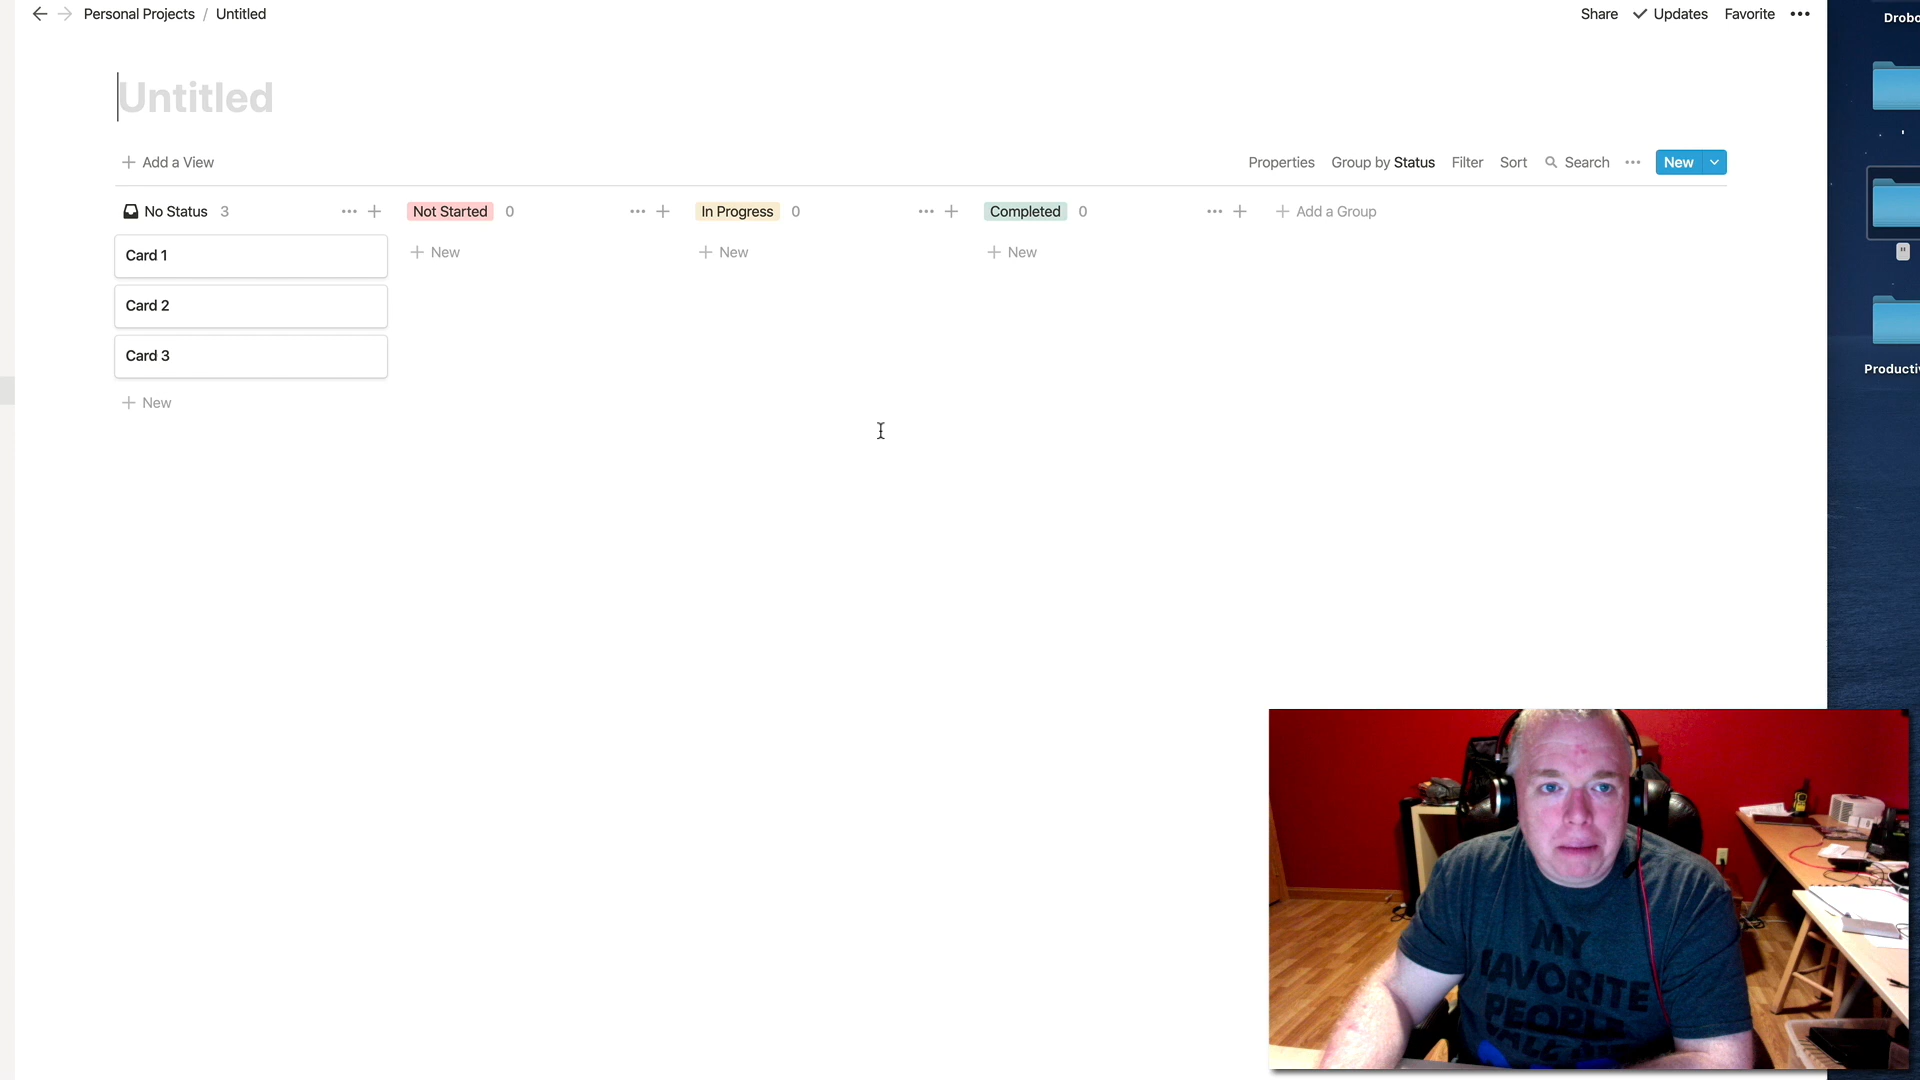 Personal Projects / Untitled
Share Updates Favorite
Drobo
Untitled
Add a View
Properties Group by Status Filter Sort Search New
No Status 3
Not Started 0
In Progress 0
Completed 0
Add a Group
Card 1
New
New
New
Card 2
Card 3
New
Producti
MY
FAVORITE
PEOPLE